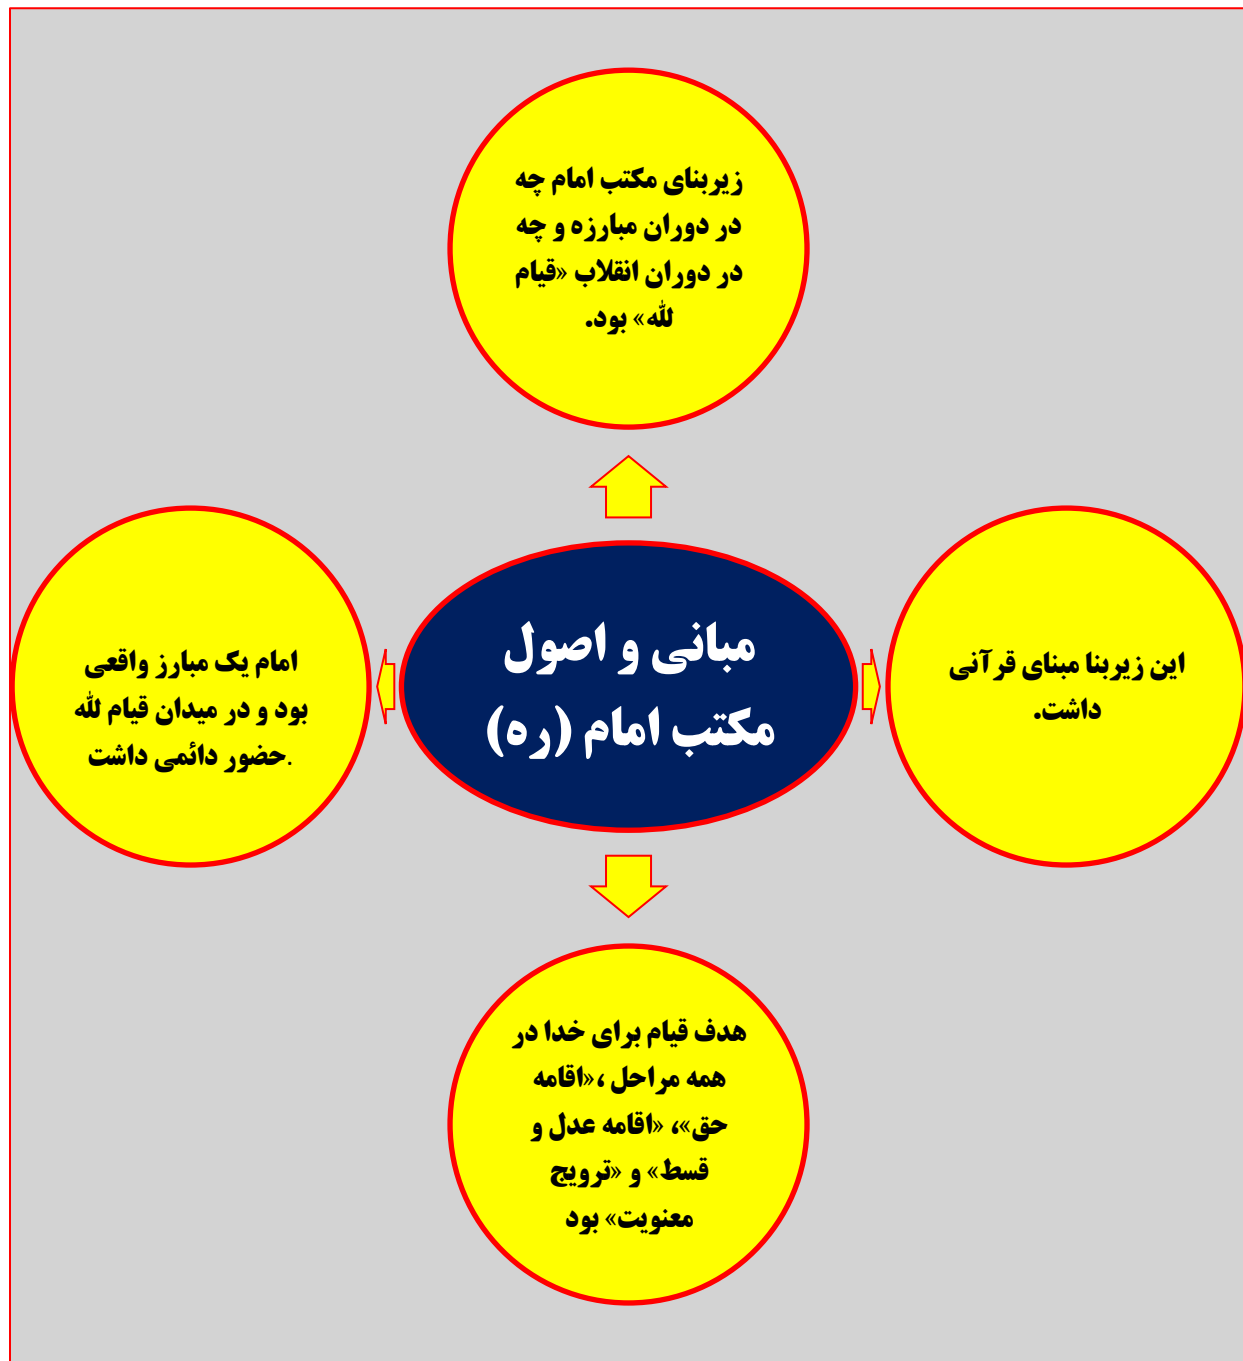 زیربنای مکتب امام چه
در دوران مبارزه و چه
در دوران انقلاب «قیام
لله» بود.
مبانی و اصول
مکتب امام (ره)
این زیربنا مبنای قرآنی
داشت.
هدف قیام برای خدا در
همه مراحل ،«اقامه
حق»، «اقامه عدل و
قسط» و «ترویج
معنویت» بود
امام یک مبارز واقعی
بود و در میدان قیام لله
حضور دائمی داشت.